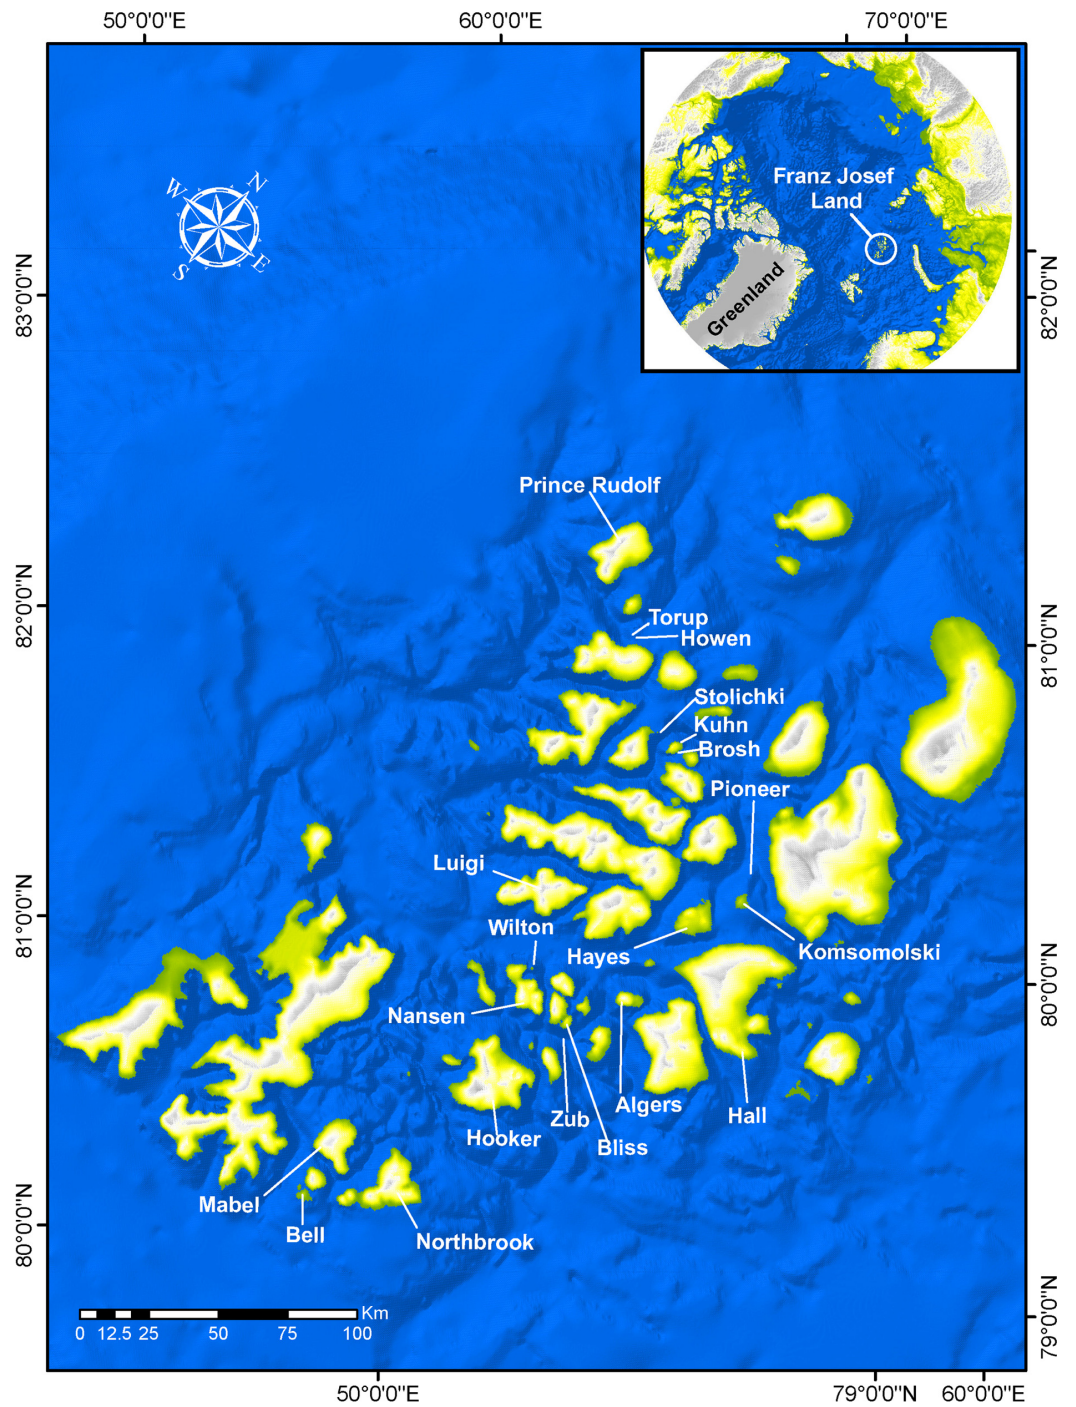 50°0'0"E
60°0'0"E
70°0'0"E
N
W
E
S
Franz Josef
Land
Greenland
83°0'0"N
82°0'0"N
82°0'0"N
81°0'0"N
81°0'0"N
80°0'0"N
80°0'0"N
79°0'0"N
Prince Rudolf
Torup
Howen
Stolichki
Kuhn
Brosh
Pioneer
Luigi
Wilton
Hayes
Komsomolski
Nansen
Algers
Zub
Hall
Hooker
Bliss
Mabel
Bell
Northbrook
Km
0 12.5 25 50 75 100
50°0'0"E
79°0'0"N
60°0'0"E